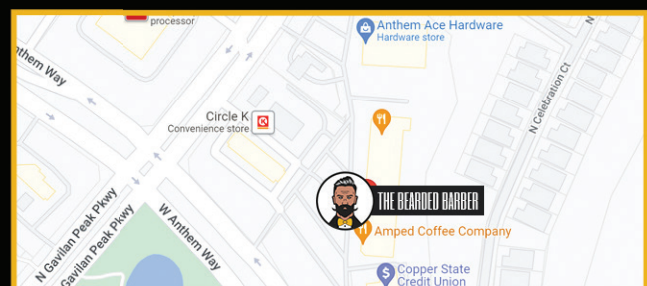 processor
Anthem Ace Hardware
Hardware store
N
them Way
N Celebration Ct
Circle K
Convenience store
K
THE BEARDED BARBER
N Gavilan Peak Pkwy
Gavilan Peak Pkwy
W Anthem Way
Amped Coffee Company
$
Copper State
Credit Union